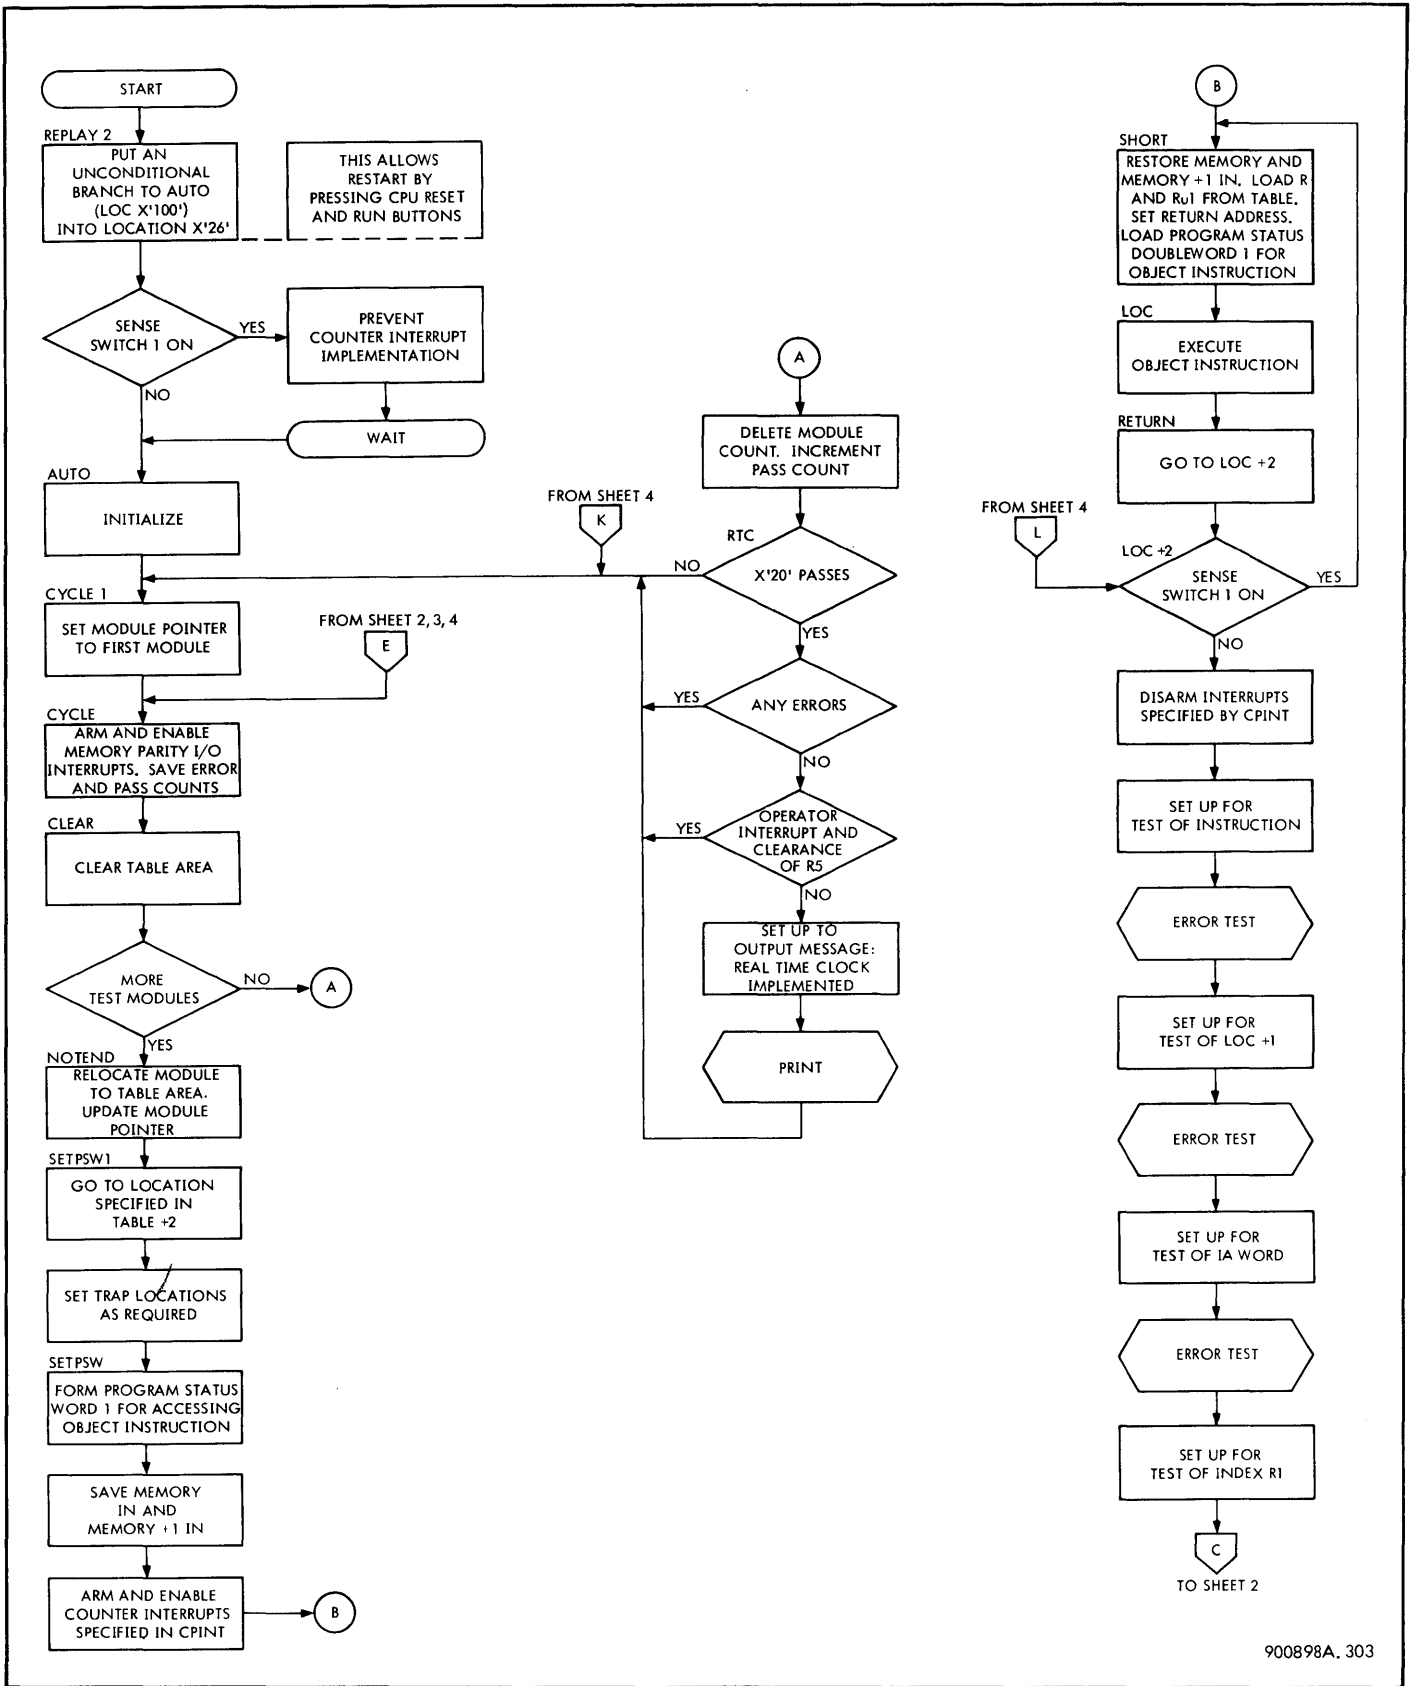 START
REPLAY 2
PUT AN
UNCONDITIONAL
BRANCH TO AUTO
(LOC X'100')
INTO LOCATION X'26'
THIS ALLOWS
RESTART BY
PRESSING CPU RESET
AND RUN BUTTONS
SENSE
SWITCH 1 ON
YES
NO
PREVENT
COUNTER INTERRUPT
IMPLEMENTATION
WAIT
AUTO
INITIALIZE
CYCLE 1
SET MODULE POINTER
TO FIRST MODULE
FROM SHEET 2, 3, 4
E
CYCLE
ARM AND ENABLE
MEMORY PARITY I/O
INTERRUPTS. SAVE ERROR
AND PASS COUNTS
CLEAR
CLEAR TABLE AREA
MORE
TEST MODULES
NO
A
YES
NOTEND
RELOCATE MODULE
TO TABLE AREA.
UPDATE MODULE
POINTER
SETPSW1
GO TO LOCATION
SPECIFIED IN
TABLE +2
SET TRAP LOCATIONS
AS REQUIRED
SETPSW
FORM PROGRAM STATUS
WORD 1 FOR ACCESSING
OBJECT INSTRUCTION
SAVE MEMORY
IN AND
MEMORY +1 IN
ARM AND ENABLE
COUNTER INTERRUPTS
SPECIFIED IN CPINT
B
A
DELETE MODULE
COUNT. INCREMENT
PASS COUNT
FROM SHEET 4
K
RTC
X'20' PASSES
NO
YES
ANY ERRORS
YES
NO
OPERATOR
INTERRUPT AND
CLEARANCE
OF R5
YES
NO
SET UP TO
OUTPUT MESSAGE:
REAL TIME CLOCK
IMPLEMENTED
PRINT
B
SHORT
RESTORE MEMORY AND
MEMORY +1 IN. LOAD R
AND Ru1 FROM TABLE.
SET RETURN ADDRESS.
LOAD PROGRAM STATUS
DOUBLEWORD 1 FOR
OBJECT INSTRUCTION
LOC
EXECUTE
OBJECT INSTRUCTION
RETURN
GO TO LOC +2
FROM SHEET 4
L
LOC +2
SENSE
SWITCH 1 ON
YES
NO
DISARM INTERRUPTS
SPECIFIED BY CPINT
SET UP FOR
TEST OF INSTRUCTION
ERROR TEST
SET UP FOR
TEST OF LOC +1
ERROR TEST
SET UP FOR
TEST OF IA WORD
ERROR TEST
SET UP FOR
TEST OF INDEX R1
C
TO SHEET 2
900898A. 303